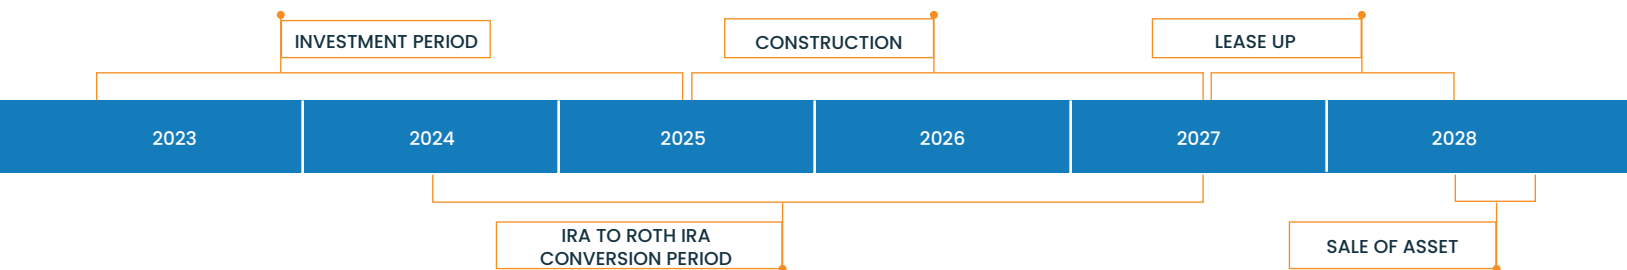 INVESTMENT PERIOD
CONSTRUCTION
LEASE UP
2023
2024
2025
2026
2027
2028
IRA TO ROTH IRA
CONVERSION PERIOD
SALE OF ASSET